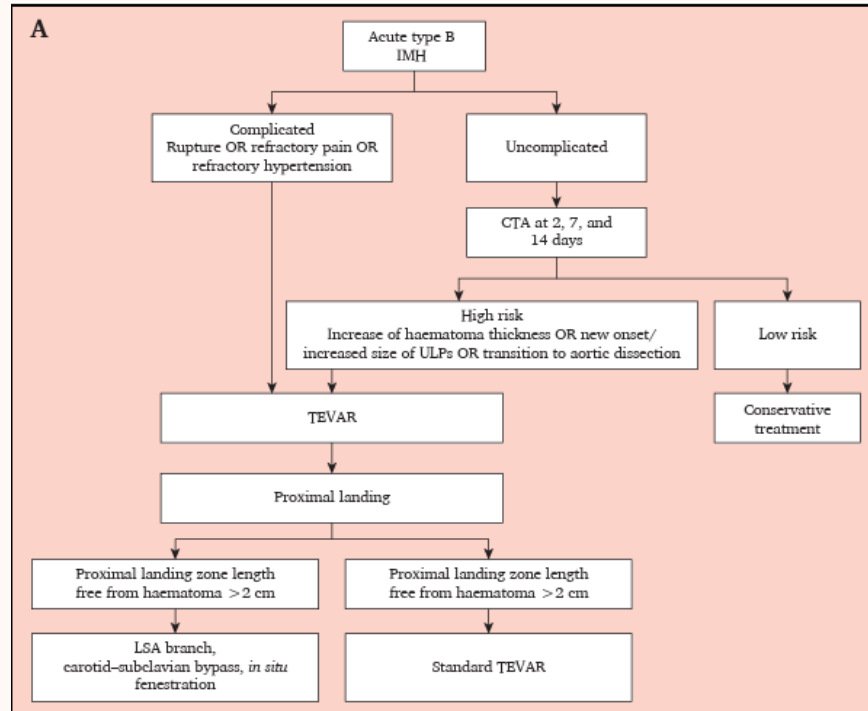 A
Acute type B
IMH
Complicated
Rupture OR refractory pain OR
refractory hypertension
Uncomplicated
CTA at 2, 7, and
14 days
High risk
Increase of haematoma thickness OR new onset/
increased size of ULPs OR transition to aortic dissection
Low risk
TEVAR
Conservative
treatment
Proximal landing
Proximal landing zone length
free from haematoma >2 cm
Proximal landing zone length
free from haematoma >2 cm
LSA branch,
carotid–subclavian bypass, in situ
fenestration
Standard TEVAR